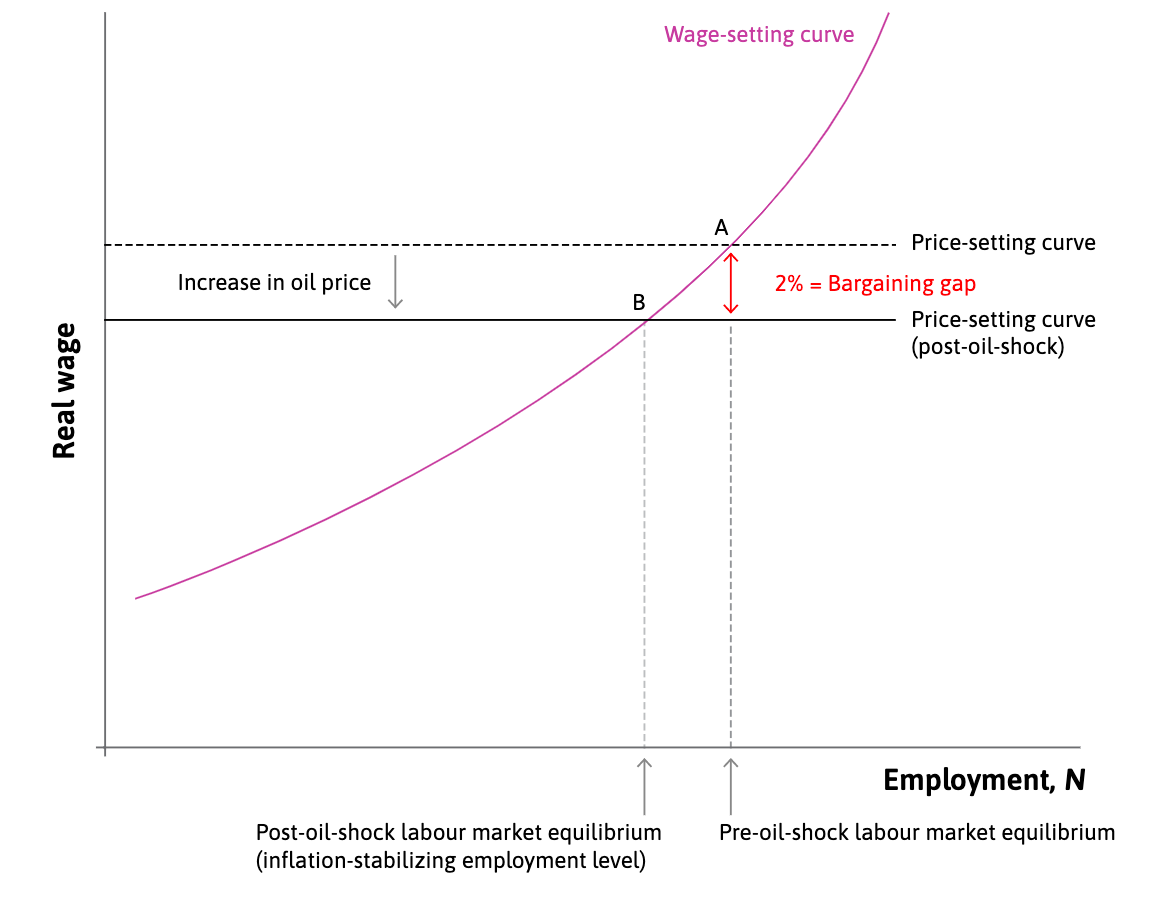 Wage-setting curve
A
Price-setting curve
Increase in oil price
2% = Bargaining gap
B
Price-setting curve
(post-oil-shock)
Real wage
Employment, N
Post-oil-shock labour market equilibrium
(inflation-stabilizing employment level)
Pre-oil-shock labour market equilibrium